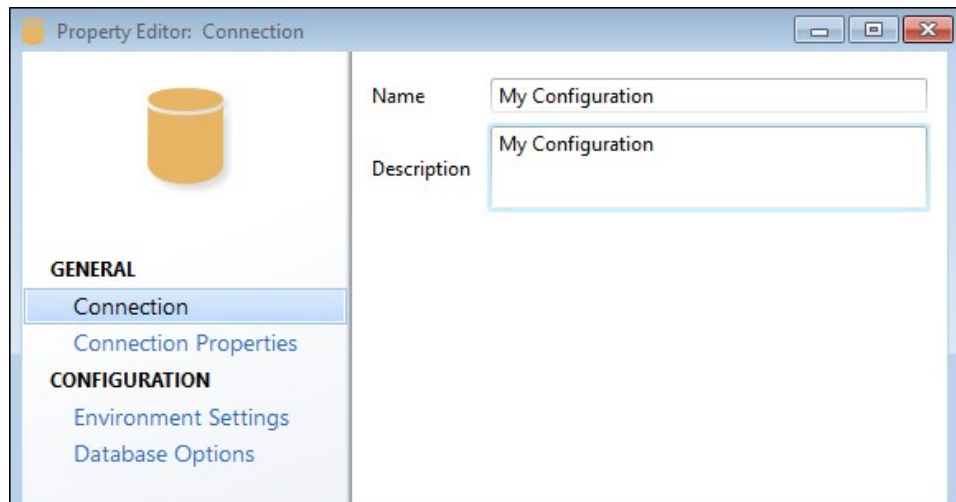 Property Editor: Connection
Name My Configuration
Description My Configuration
GENERAL
Connection
Connection Properties
CONFIGURATION
Environment Settings
Database Options